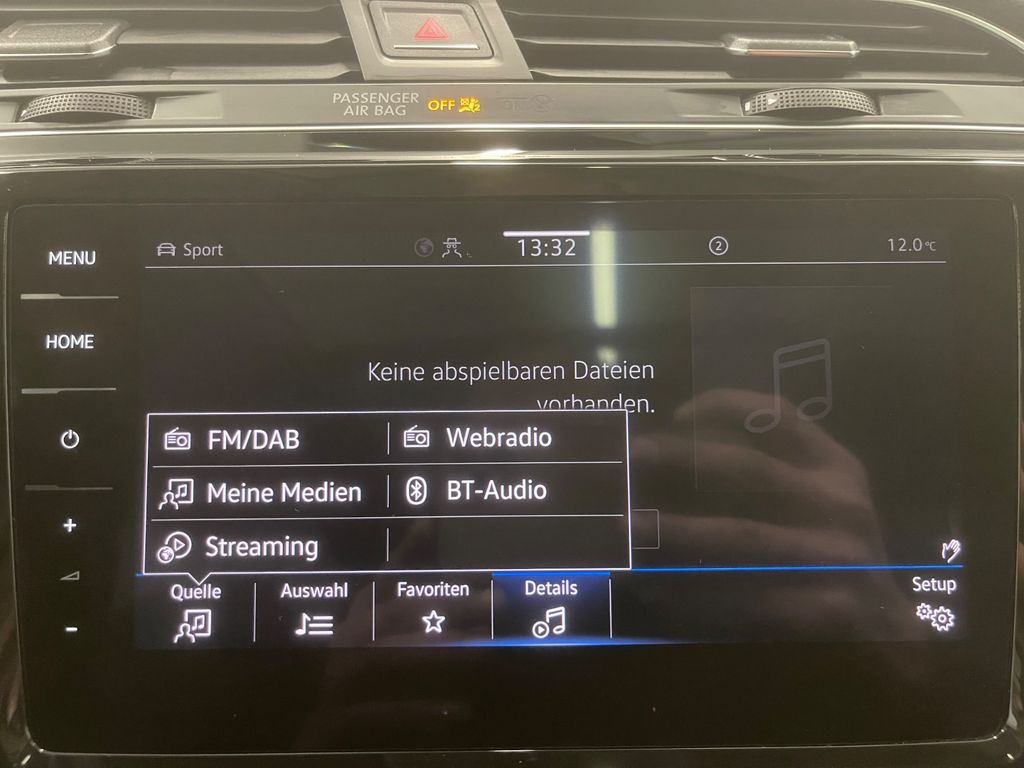 PASSENGER
AIR BAG OFF
MENU
HOME
Sport 13:32 2 12.0 °C
Keine abspielbaren Dateien
vorhanden.
FM/DAB Webradio
Meine Medien BT-Audio
Streaming
Quelle Auswahl Favoriten Details Setup
+
-